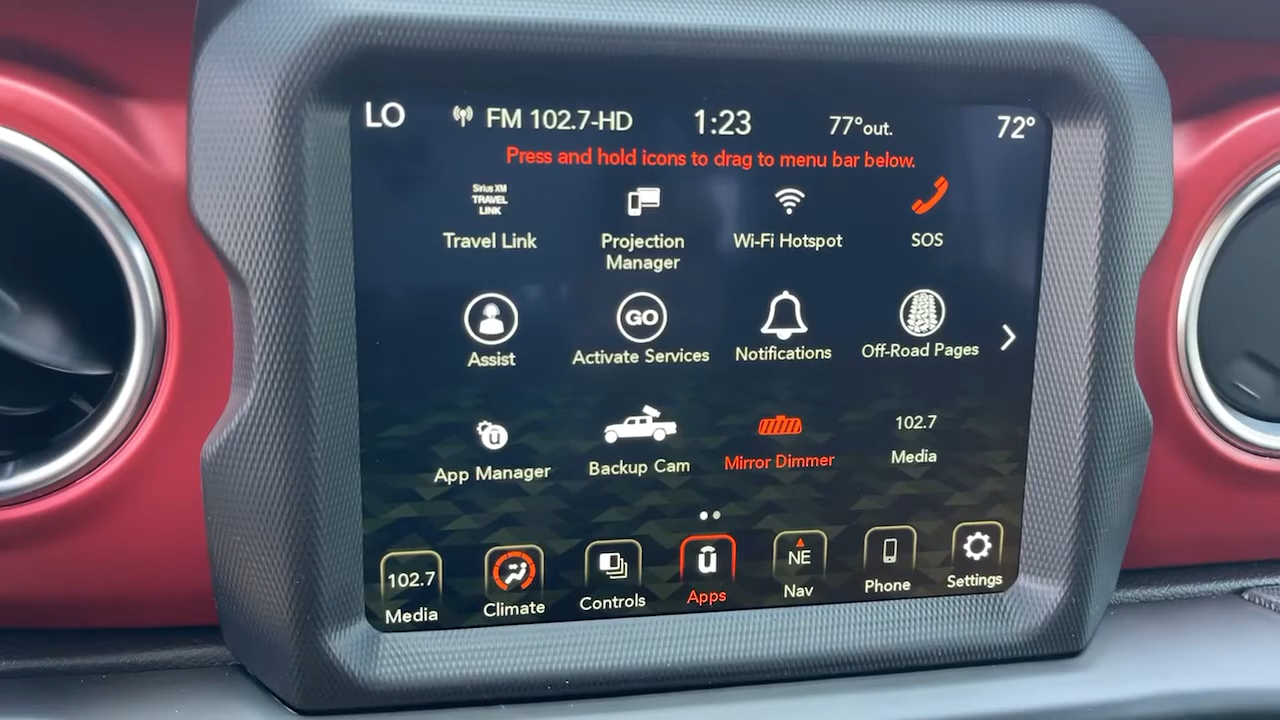 LO FM 102.7-HD 1:23 77°out. 72°
Press and hold icons to drag to menu bar below.
Sirius XM
TRAVEL
LINK
Travel Link
Projection
Manager
Wi-Fi Hotspot
SOS
Assist
GO
Activate Services
Notifications
Off-Road Pages
App Manager
Backup Cam
Mirror Dimmer
102.7
Media
102.7
Media
Climate
Controls
Apps
NE
Nav
Phone
Settings